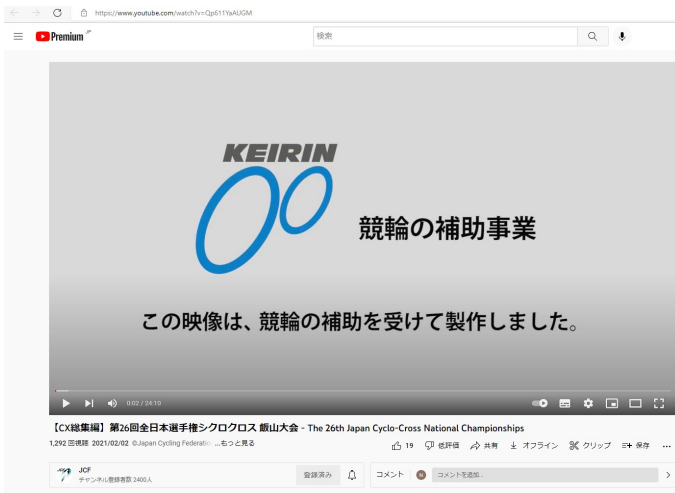 https://www.youtube.com/watch?v=Qp611YaAUGM
Premium JP
検索
KEIRIN
競輪の補助事業
この映像は、競輪の補助を受けて製作しました。
0:02 / 24:10
【CX総集編】第26回全日本選手権シクロクロス 飯山大会 - The 26th Japan Cyclo-Cross National Championships
1,292 回視聴 2021/02/02 ©Japan Cycling Federatio ...もっと見る
19 低評価 共有 オフライン クリップ 保存
JCF
チャンネル登録者数 2400人
登録済み
コメント
N
コメントを追加...